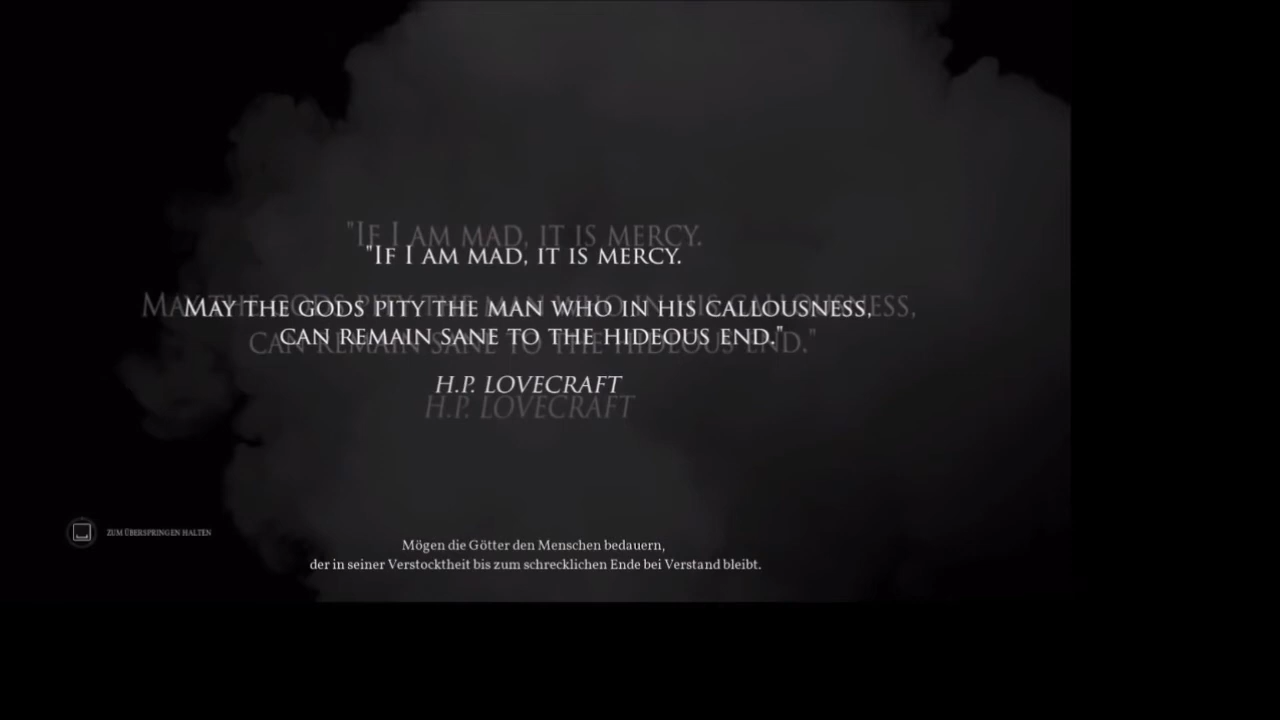 "IF I AM MAD, IT IS MERCY.
MAY THE GODS PITY THE MAN WHO IN HIS CALLOUSNESS,
CAN REMAIN SANE TO THE HIDEOUS END."
H.P. LOVECRAFT
ZUM ÜBERSPRINGEN HALTEN
Mögen die Götter den Menschen bedauern,
der in seiner Verstocktheit bis zum schrecklichen Ende bei Verstand bleibt.